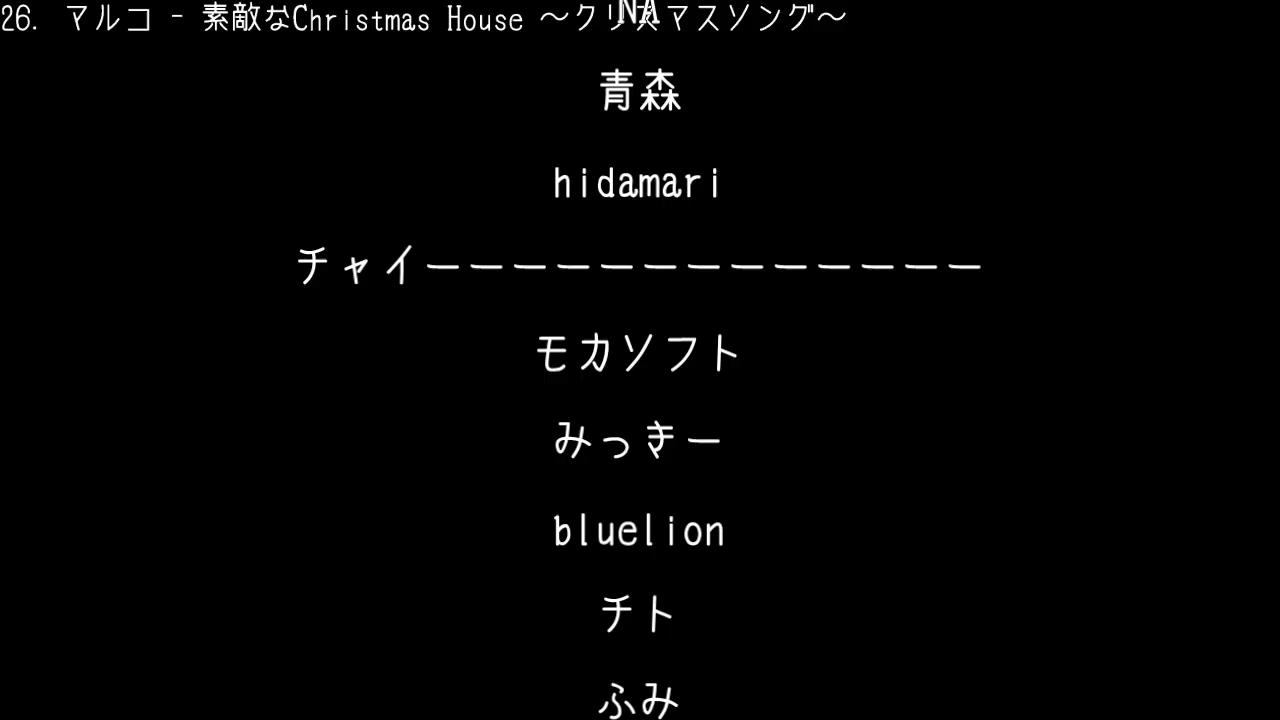 26. マルコ - 素敵なChristmas House ～クリスマスソング～
NA
青森
hidamari
チャイーーーーーーーーーーーーー
モカソフト
みっきー
bluelion
チト
ふみ